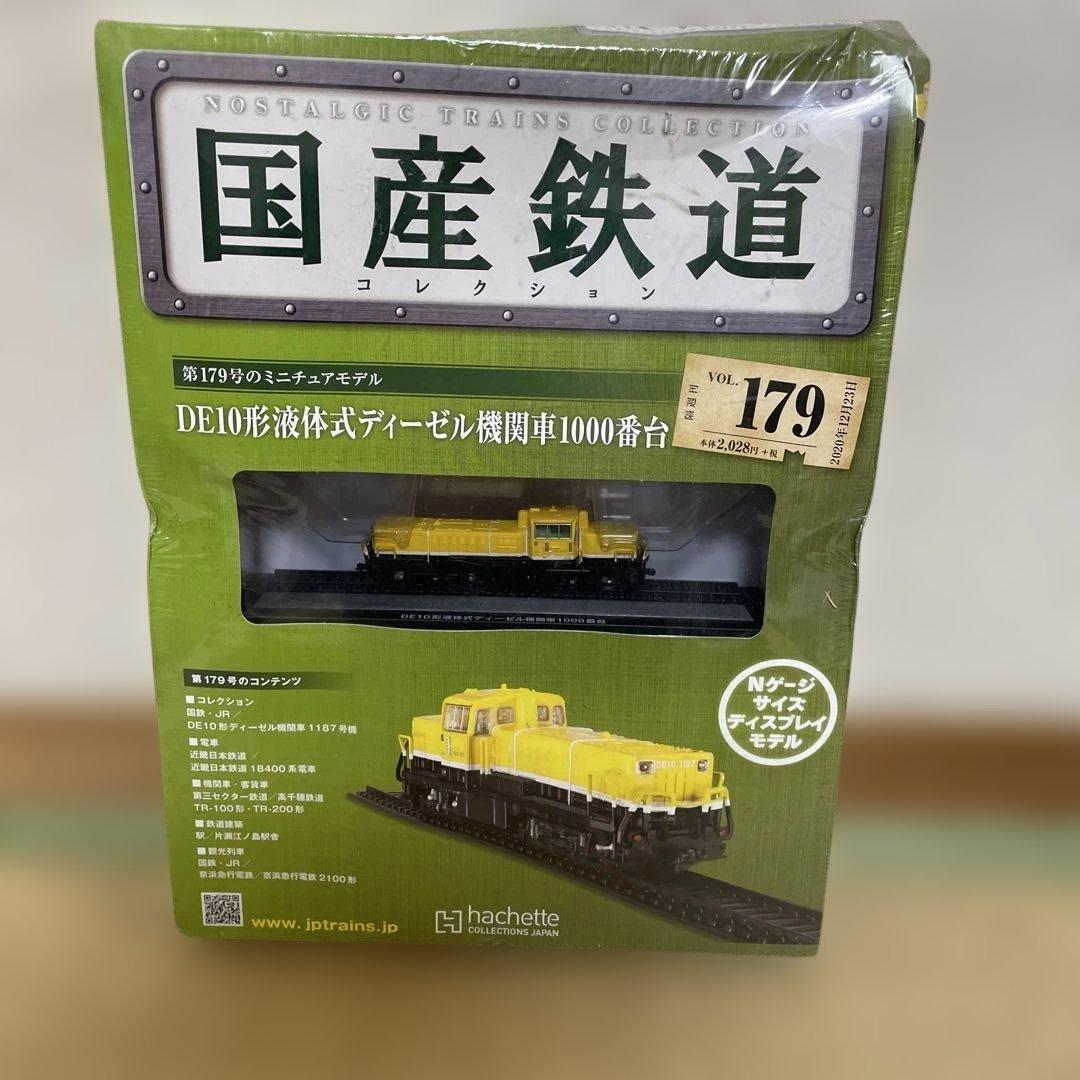 NOSTALGIC TRAINS COLLECTION
国産鉄道
コレクション
第179号のミニチュアモデル
DE10形液体式ディーゼル機関車1000番台
隔週刊
VOL. 179
本体2,028円+税
2020年12月23日
DE10形液体式ディーゼル機関車1000番台
第179号のコンテンツ
■コレクション
国鉄・JR/
DE10形ディーゼル機関車1187号機
■電車
近畿日本鉄道/
近畿日本鉄道18400系電車
■機関車・客貨車
第三セクター鉄道/高千穂鉄道
TR-100形・TR-200形
■鉄道建築
駅/片瀬江ノ島駅舎
■観光列車
国鉄・JR/
京浜急行電鉄/京浜急行電鉄2100形
Nゲージ
サイズ
ディスプレイ
モデル
DE10 1187
www.jptrains.jp
hachette
COLLECTIONS JAPAN